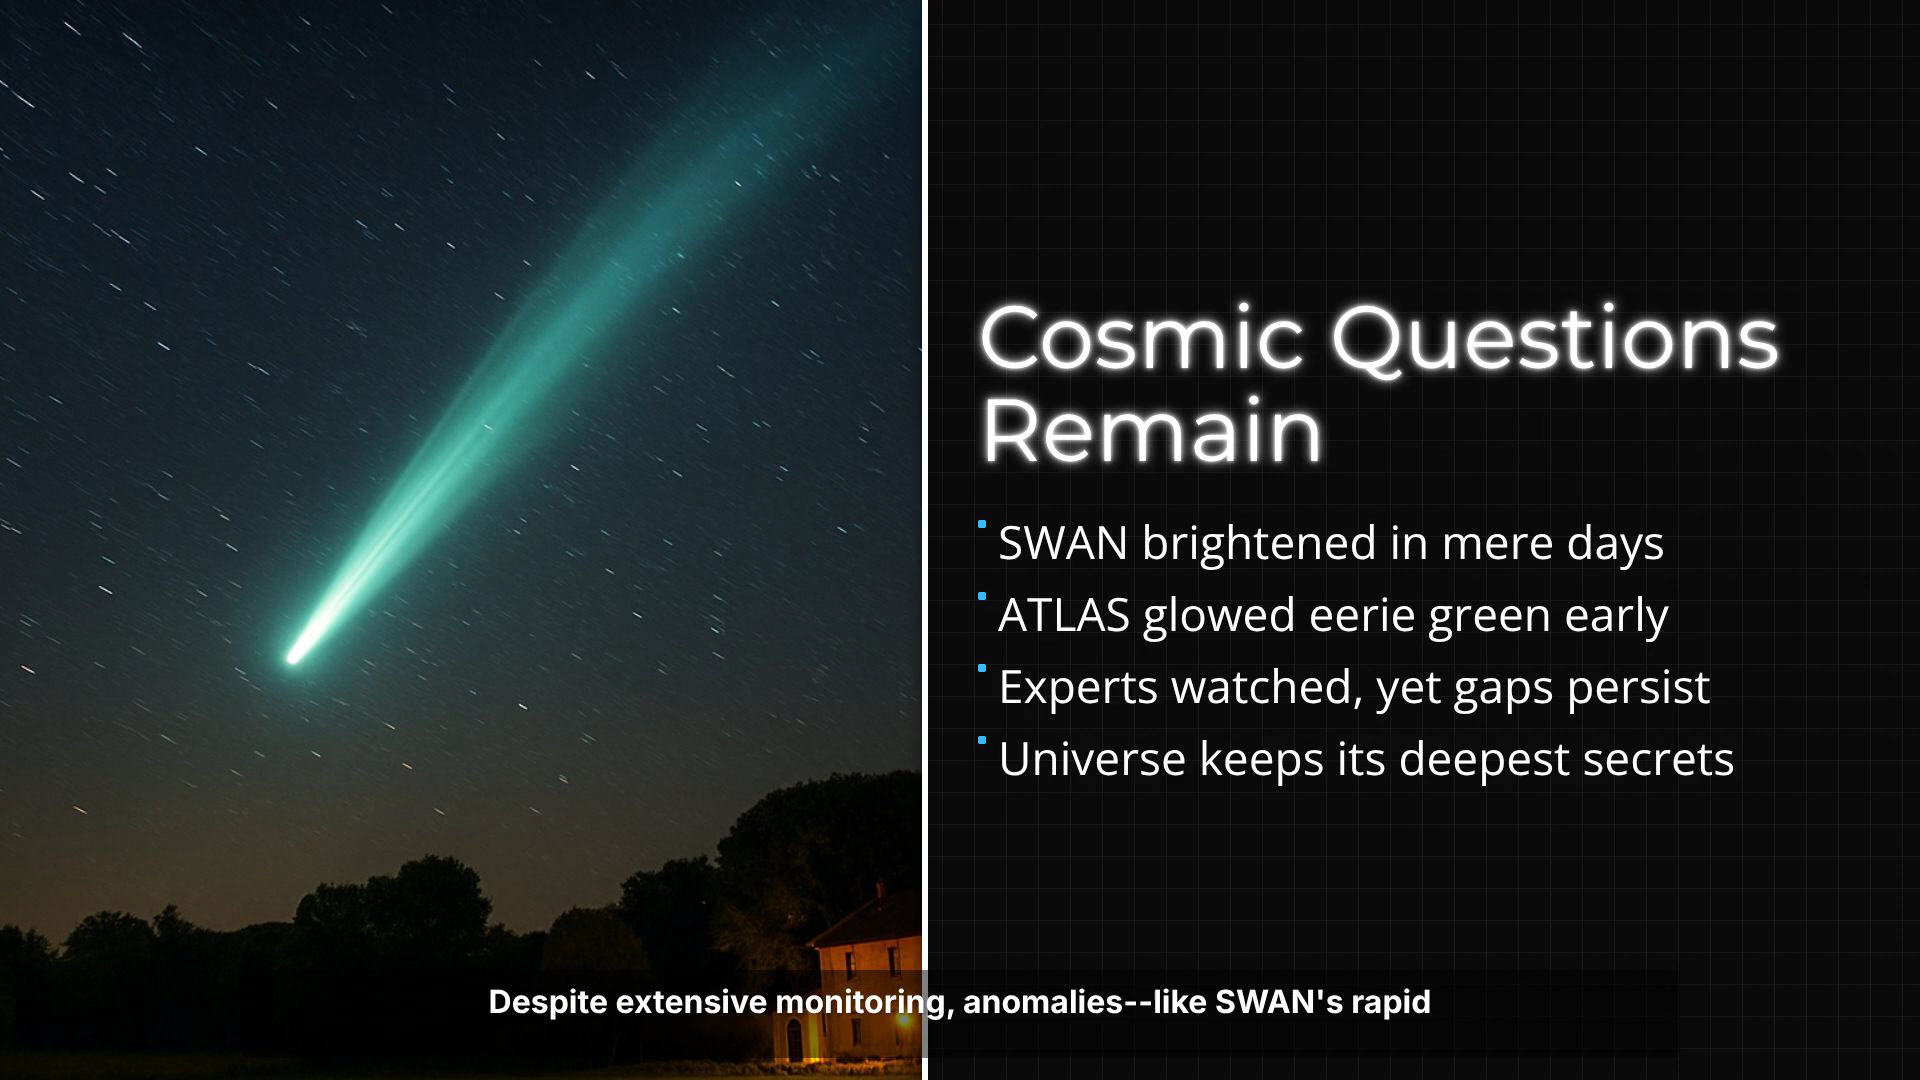 Cosmic Questions
Remain
SWAN brightened in mere days
ATLAS glowed eerie green early
Experts watched, yet gaps persist
Universe keeps its deepest secrets
Despite extensive monitoring, anomalies--like SWAN's rapid